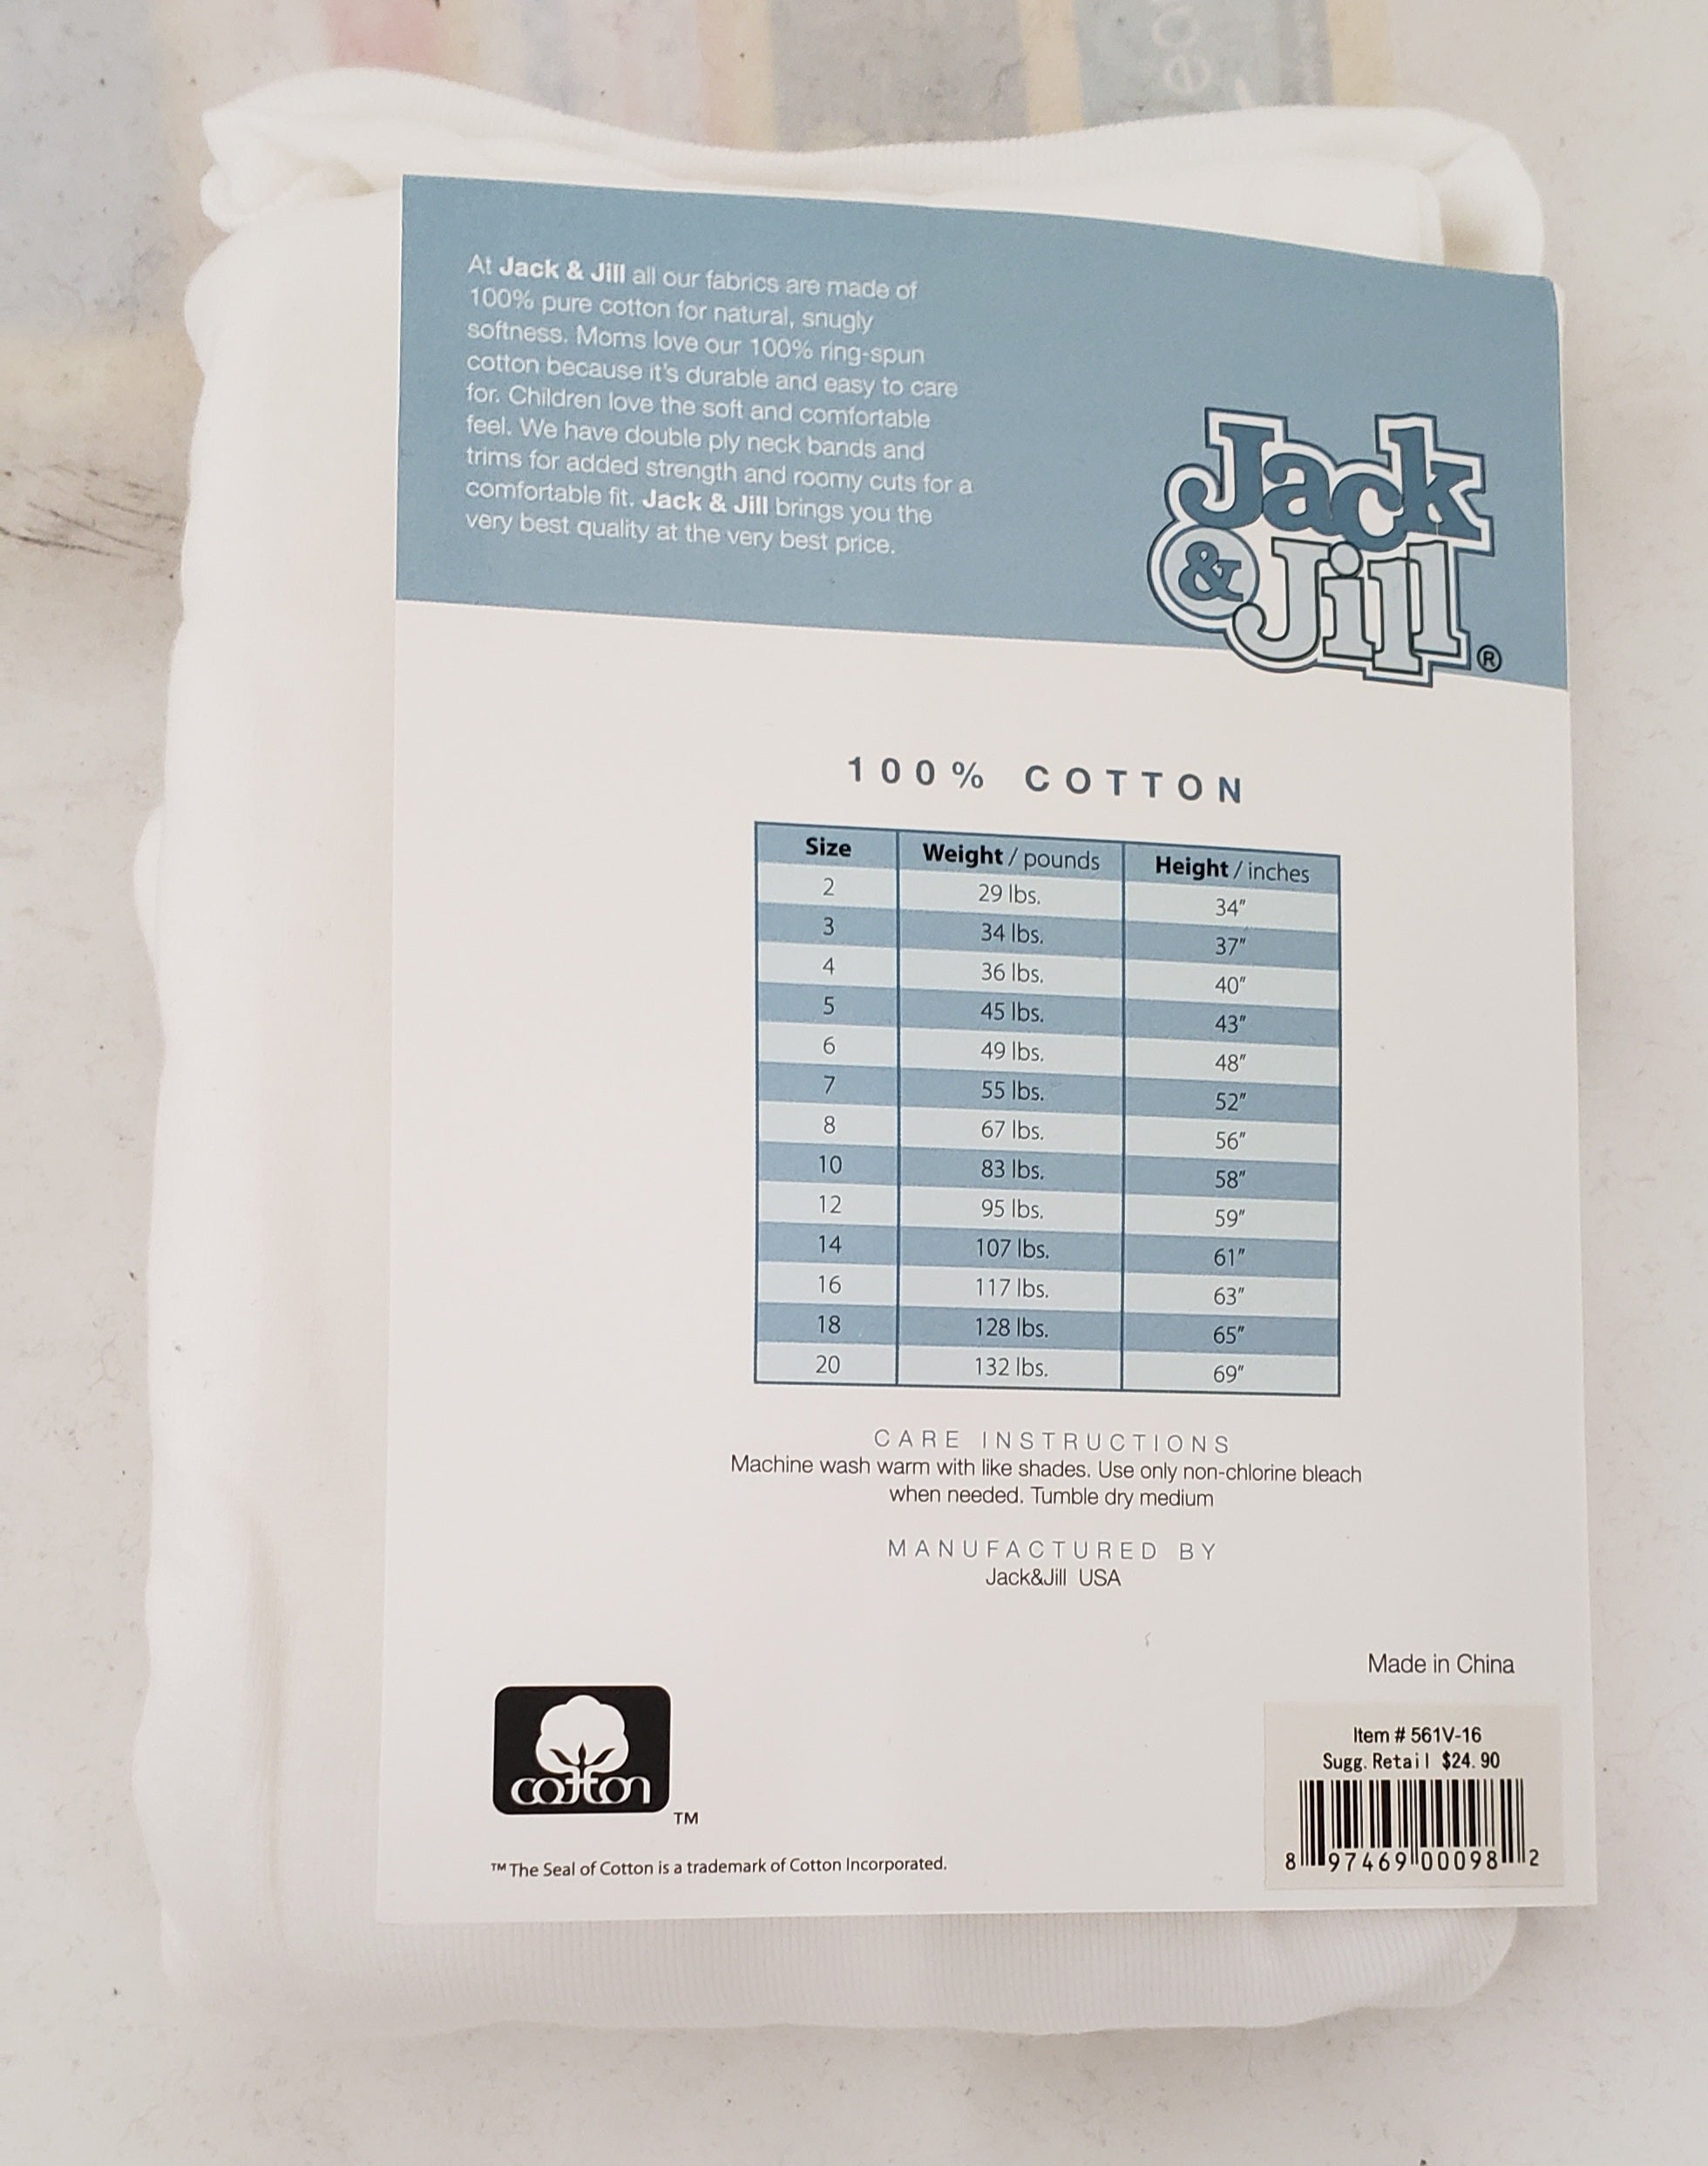 At Jack & Jill all our fabrics are made of
100% pure cotton for natural, snugly
softness. Moms love our 100% ring-spun
cotton because it's durable and easy to care
for. Children love the soft and comfortable
feel. We have double ply neck bands and
trims for added strength and roomy cuts for a
comfortable fit. Jack & Jill brings you the
very best quality at the very best price.
Jack
& Jill ®
100% COTTON
Size Weight / pounds Height / inches
2 29 lbs. 34"
3 34 lbs. 37"
4 36 lbs. 40"
5 45 lbs. 43"
6 49 lbs. 48"
7 55 lbs. 52"
8 67 lbs. 56"
10 83 lbs. 58"
12 95 lbs. 59"
14 107 lbs. 61"
16 117 lbs. 63"
18 128 lbs. 65"
20 132 lbs. 69"
CARE INSTRUCTIONS
Machine wash warm with like shades. Use only non-chlorine bleach
when needed. Tumble dry medium
MANUFACTURED BY
Jack&Jill USA
Made in China
Item # 561V-16
Sugg. Retail $24.90
8 97469 00098 2
cotton TM
™ The Seal of Cotton is a trademark of Cotton Incorporated.